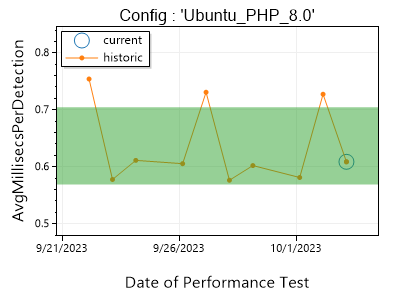 Config : 'Ubuntu_PHP_8.0'
current
historic
AvgMillisecsPerDetection
0.8
0.7
0.6
0.5
9/21/2023
9/26/2023
10/1/2023
Date of Performance Test